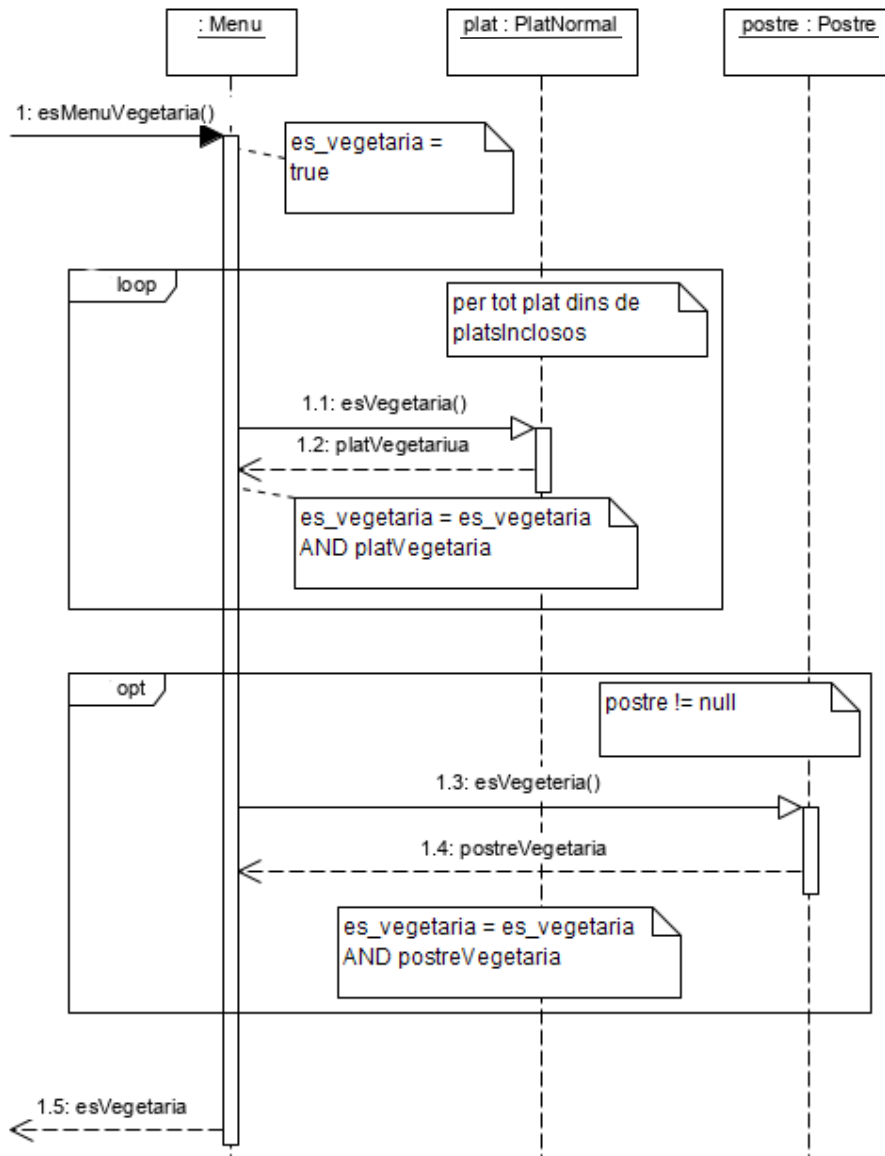 : Menu
plat : PlatNormal
postre : Postre
1: esMenuVegetaria()
es_vegetaria =
true
loop
per tot plat dins de
platsInclosos
1.1: esVegetaria()
1.2: platVegetariua
es_vegetaria = es_vegetaria
AND platVegetaria
opt
postre != null
1.3: esVegeteria()
1.4: postreVegetaria
es_vegetaria = es_vegetaria
AND postreVegetaria
1.5: esVegetaria